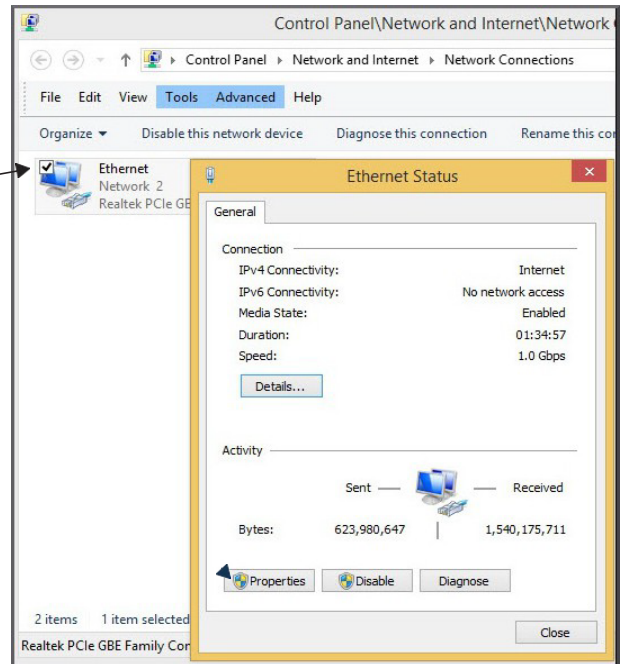 Control Panel\Network and Internet\Network
Control Panel Network and Internet Network Connections
File Edit View Tools Advanced Help
Organize Disable this network device Diagnose this connection Rename this
Ethernet
Network 2
Realtek PCIe
Ethernet Status
General
Connection
IPv4 Connectivity: Internet
IPv6 Connectivity: No network access
Media State: Enabled
Duration: 01:34:57
Speed: 1.0 Gbps
Details...
Activity
Sent Received
Bytes: 623,980,647 1,540,175,711
Properties Disable Diagnose
Close
2 items 1 item selected
Realtek PCIe GBE Family